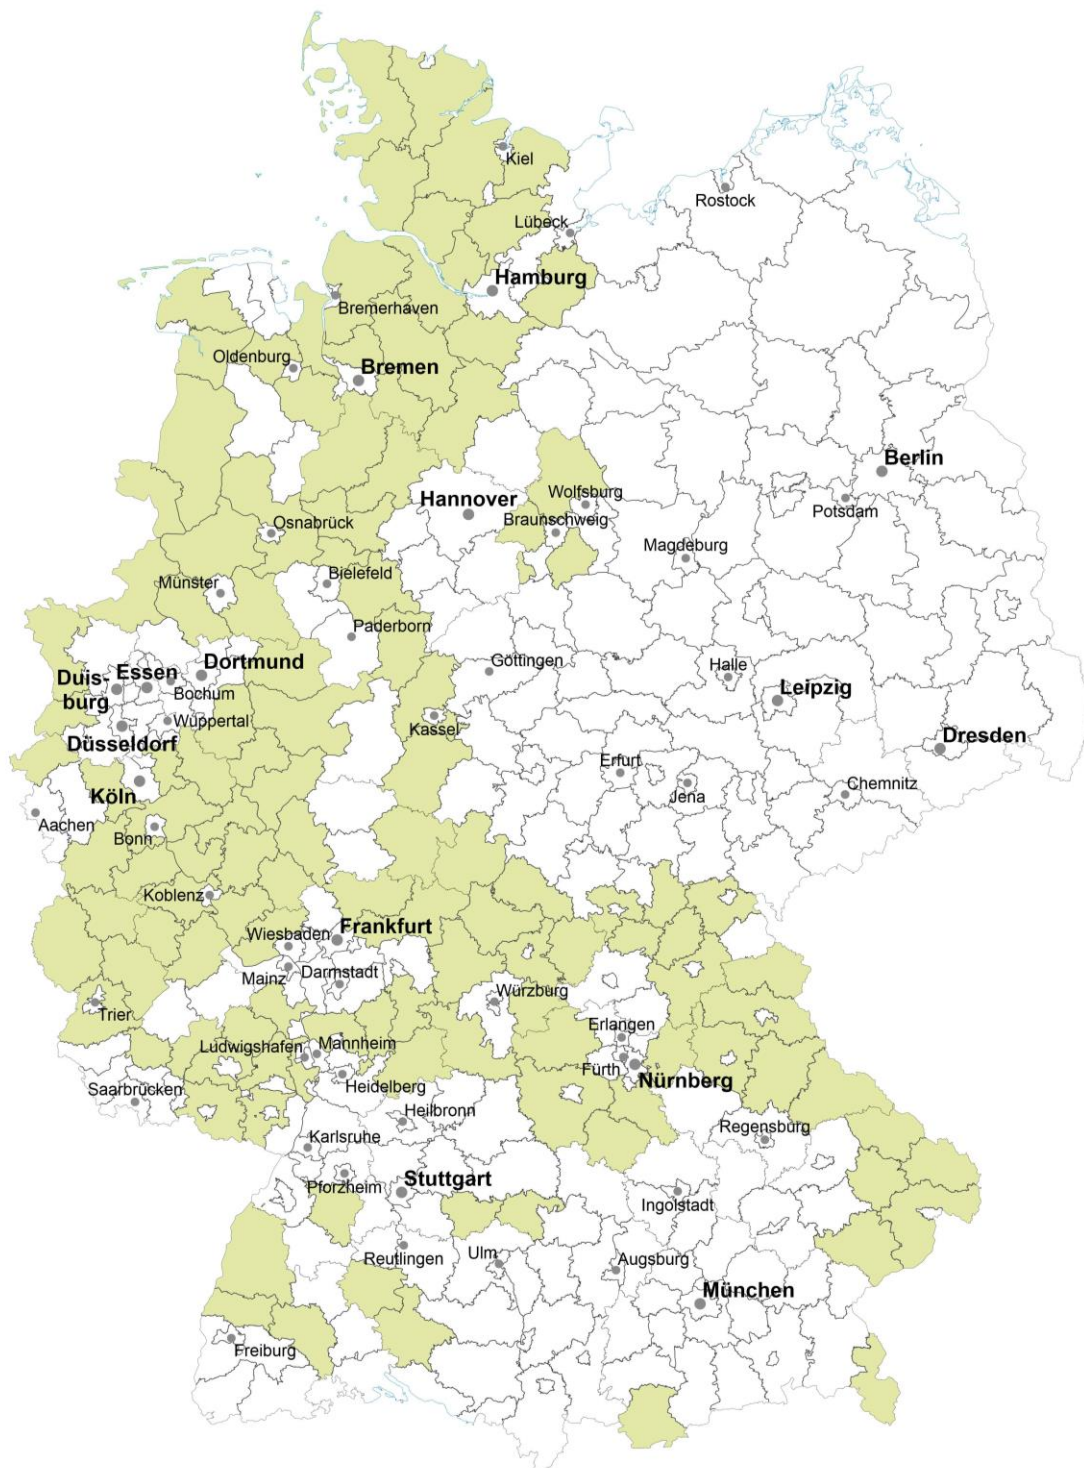 Kiel
Rostock
Lübeck
Hamburg
Bremerhaven
Oldenburg
Bremen
Berlin
Hannover
Wolfsburg
Potsdam
Braunschweig
Osnabrück
Magdeburg
Bielefeld
Münster
Paderborn
Dortmund
Göttingen
Halle
Duis-
burg
Essen
Bochum
Leipzig
Wuppertal
Kassel
Düsseldorf
Dresden
Erfurt
Jena
Chemnitz
Köln
Aachen
Bonn
Koblenz
Frankfurt
Wiesbaden
Mainz
Darmstadt
Würzburg
Trier
Erlangen
Ludwigshafen
Mannheim
Fürth
Nürnberg
Saarbrücken
Heidelberg
Heilbronn
Regensburg
Karlsruhe
Pforzheim
Stuttgart
Ingolstadt
Reutlingen
Ulm
Augsburg
München
Freiburg